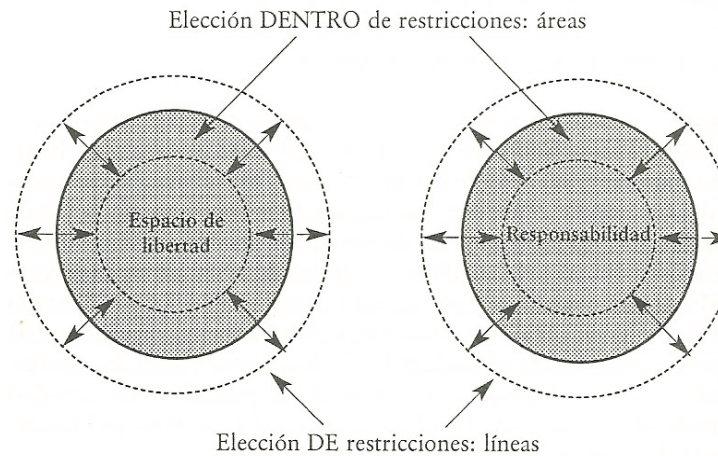 Elección DENTRO de restricciones: áreas
Espacio de
libertad
Responsabilidad
Elección DE restricciones: líneas